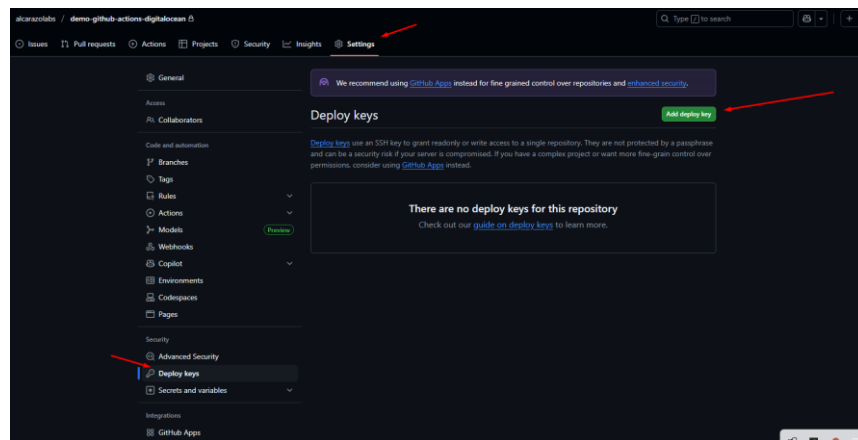 alcarazolabs / demo-github-actions-digitalocean
Type / to search
Issues Pull requests Actions Projects Security Insights Settings
General
Access
Collaborators
Code and automation
Branches
Tags
Rules
Actions
Models Preview
Webhooks
Copilot
Environments
Codespaces
Pages
Security
Advanced Security
Deploy keys
Secrets and variables
Integrations
GitHub Apps
We recommend using GitHub Apps instead for fine grained control over repositories and enhanced security.
Deploy keys
Add deploy key
Deploy keys use an SSH key to grant readonly or write access to a single repository. They are not protected by a passphrase
and can be a security risk if your server is compromised. If you have a complex project or want more fine-grain control over
permissions, consider using GitHub Apps instead.
There are no deploy keys for this repository
Check out our guide on deploy keys to learn more.